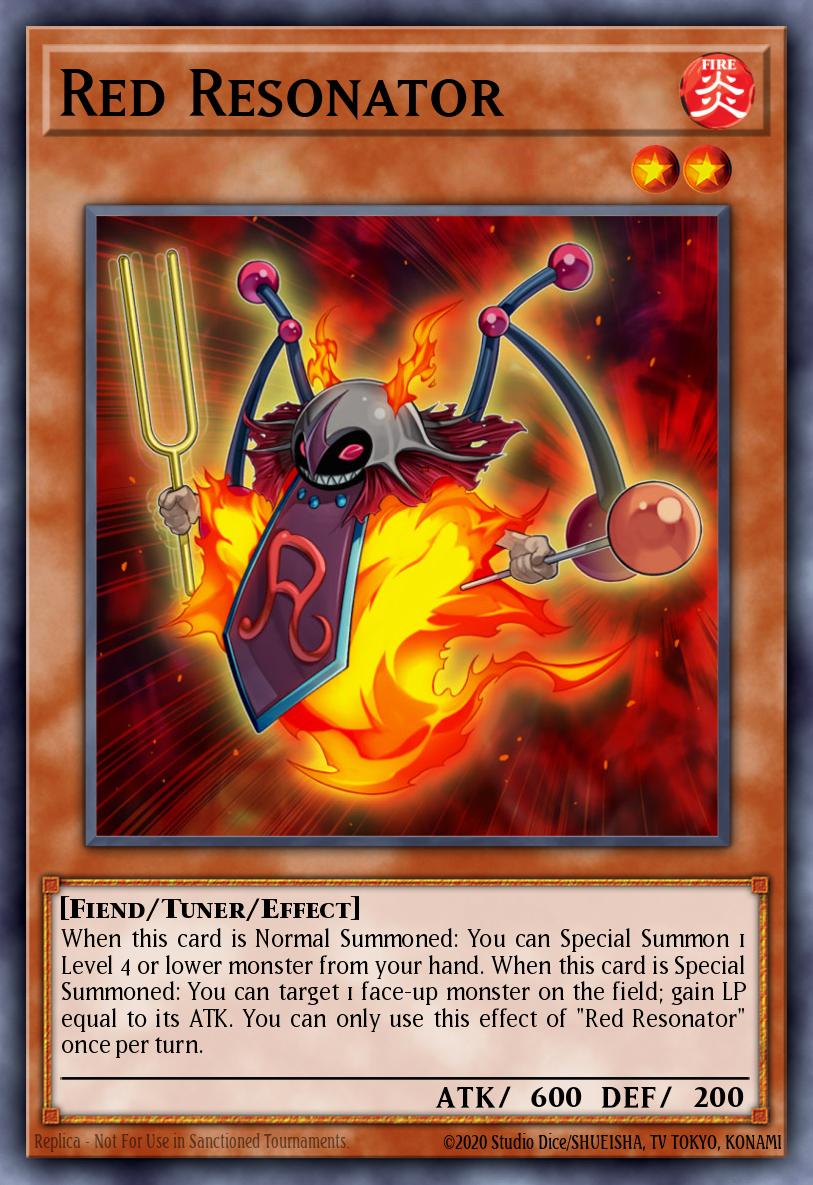 Red Resonator
FIRE
炎
R
[Fiend/Tuner/Effect]
When this card is Normal Summoned: You can Special Summon 1
Level 4 or lower monster from your hand. When this card is Special
Summoned: You can target 1 face-up monster on the field; gain LP
equal to its ATK. You can only use this effect of "Red Resonator"
once per turn.
ATK/ 600 DEF/ 200
Replica - Not For Use in Sanctioned Tournaments.
©2020 Studio Dice/SHUEISHA, TV TOKYO, KONAMI